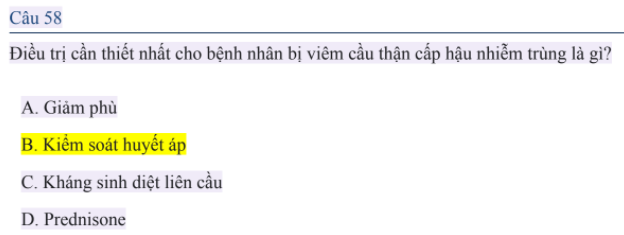 Câu 58
Điều trị cần thiết nhất cho bệnh nhân bị viêm cầu thận cấp hậu nhiễm trùng là gì?
A. Giảm phù
B. Kiểm soát huyết áp
C. Kháng sinh diệt liên cầu
D. Prednisone